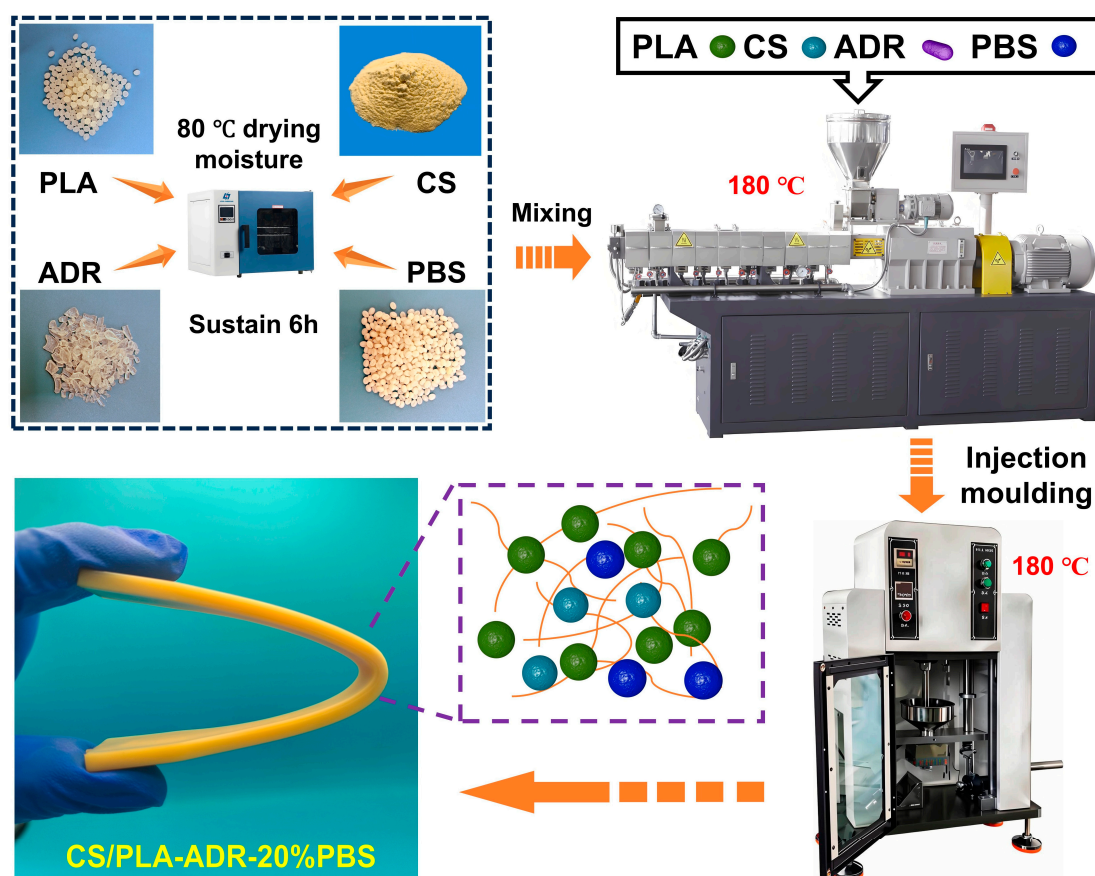 PLA CS ADR PBS
80 ℃ drying
moisture
PLA
CS
180 ℃
Mixing
ADR
PBS
Sustain 6h
Injection
moulding
180 ℃
CS/PLA-ADR-20%PBS